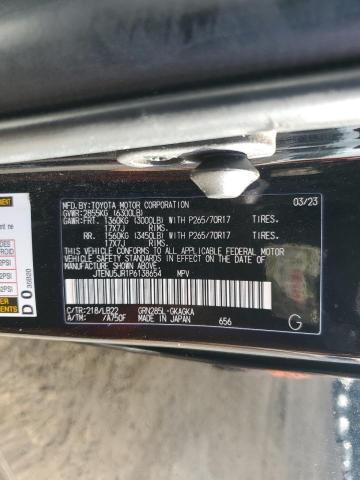 MFD.BY:TOYOTA MOTOR CORPORATION 03/23
GVWR:2855KG (6300LB)
GAWR:FRT. 1360KG (3000LB) WITH P265/70R17 TIRES.
17X7J RIMS.
RR. 1560KG (3450LB) WITH P265/70R17 TIRES.
17X7J RIMS.
THIS VEHICLE CONFORMS TO ALL APPLICABLE FEDERAL
MOTOR VEHICLE SAFETY STANDARDS IN EFFECT ON THE DATE OF
MANUFACTURE SHOWN ABOVE.
JTENU5JR1P6138654 MPV
C/TR:218/LB22 GRN285L-GKAGKA
A/TM: /A750F MADE IN JAPAN 656 G
D0